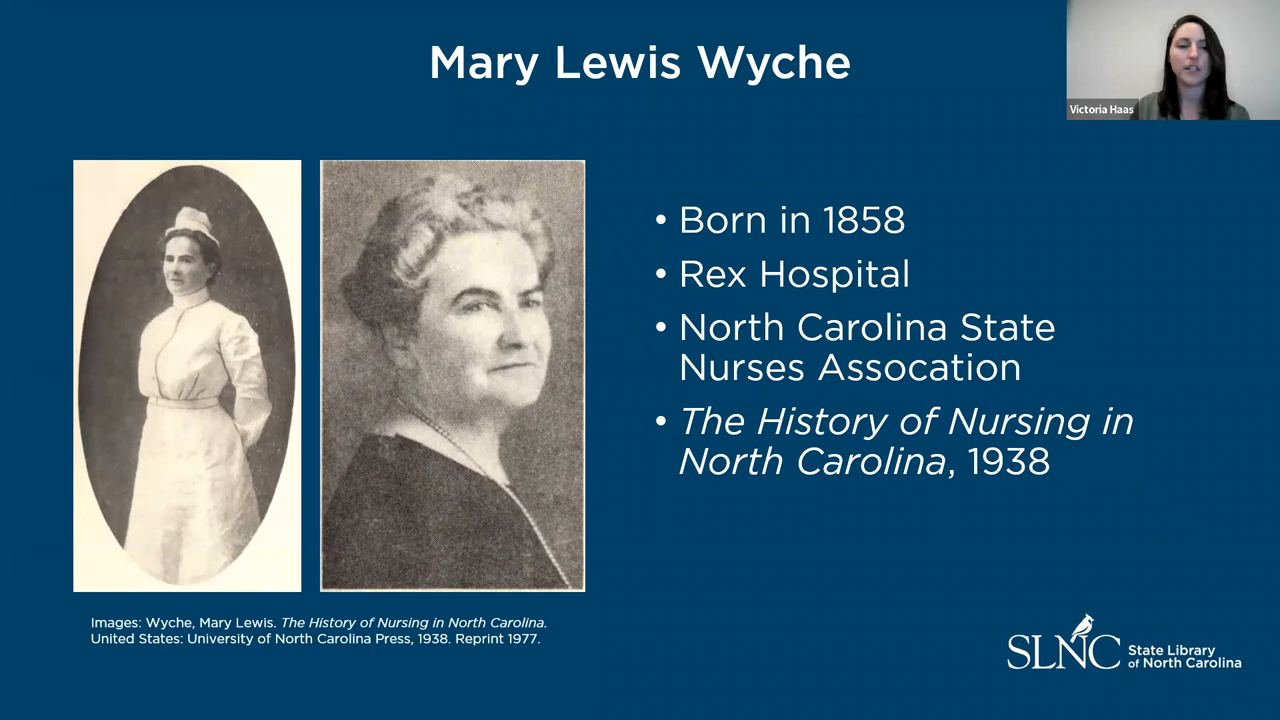 Mary Lewis Wyche
Victoria Haas
• Born in 1858
• Rex Hospital
• North Carolina State
Nurses Assocation
• The History of Nursing in
North Carolina, 1938
Images: Wyche, Mary Lewis. The History of Nursing in North Carolina.
United States: University of North Carolina Press, 1938. Reprint 1977.
SLNC State Library
of North Carolina